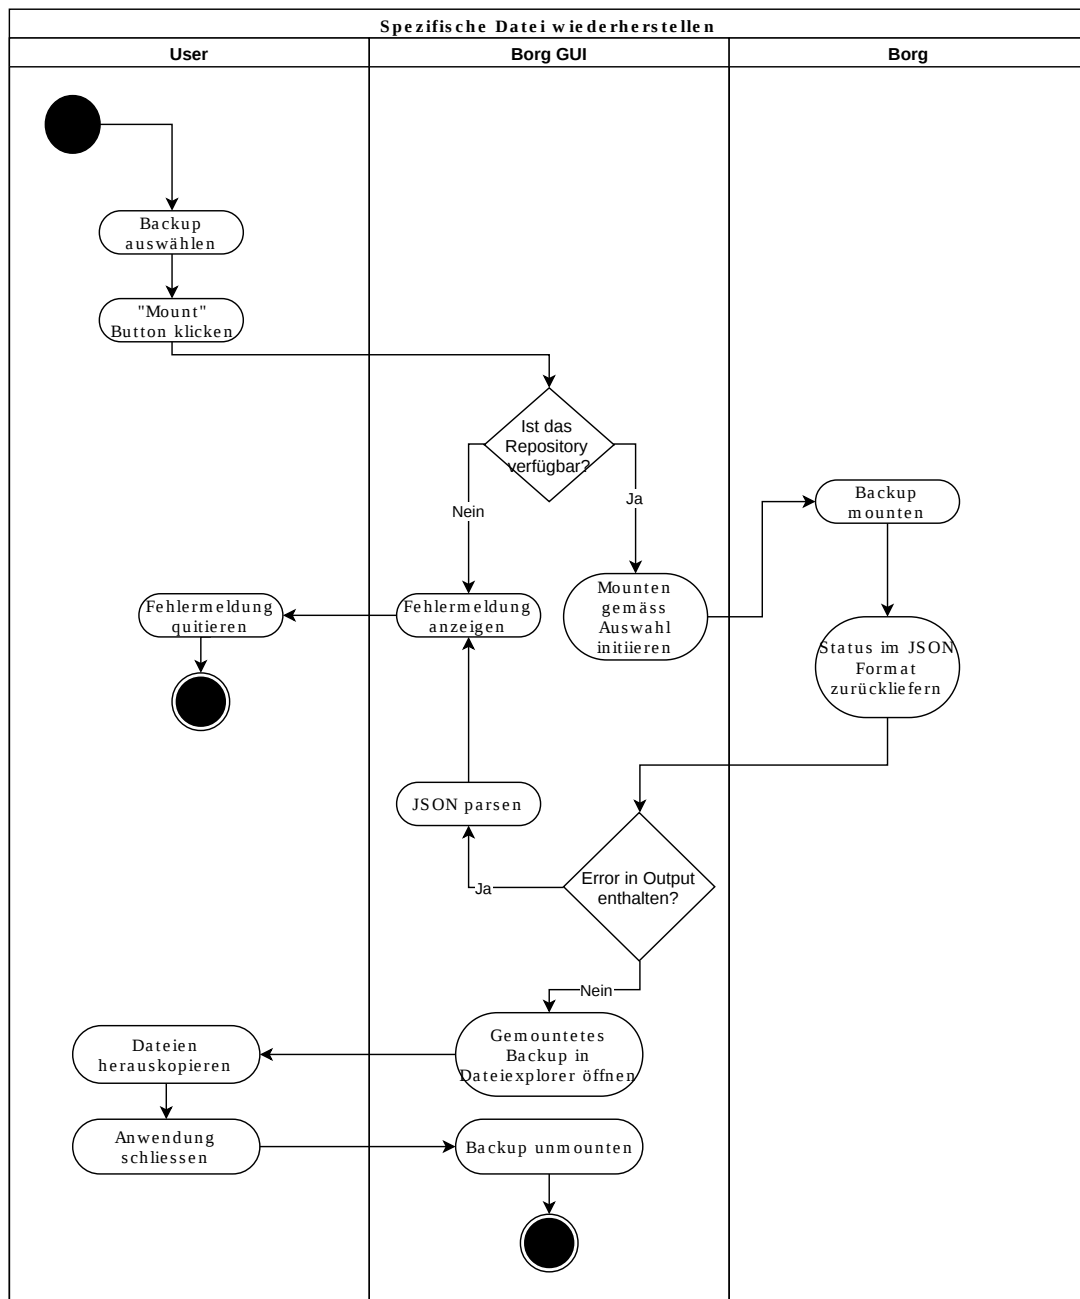 Spezifische Datei wiederherstellen
User
Borg GUI
Borg
Backup
auswählen
"Mount"
Button klicken
Ist das
Repository
verfügbar?
Nein
Ja
Backup
mounten
Mounten
gemäss
Auswahl
initiieren
Fehlermeldung
anzeigen
Fehlermeldung
quitieren
Status im JSON
Format
zurückliefern
JSON parsen
Error in Output
enthalten?
Ja
Nein
Gemountetes
Backup in
Dateiexplorer öffnen
Dateien
herauskopieren
Anwendung
schliessen
Backup unmounten